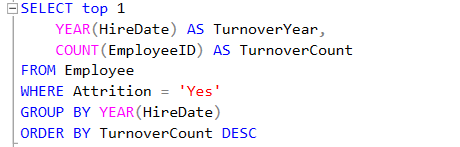 SELECT top 1
    YEAR(HireDate) AS TurnoverYear,
    COUNT(EmployeeID) AS TurnoverCount
FROM Employee
WHERE Attrition = 'Yes'
GROUP BY YEAR(HireDate)
ORDER BY TurnoverCount DESC